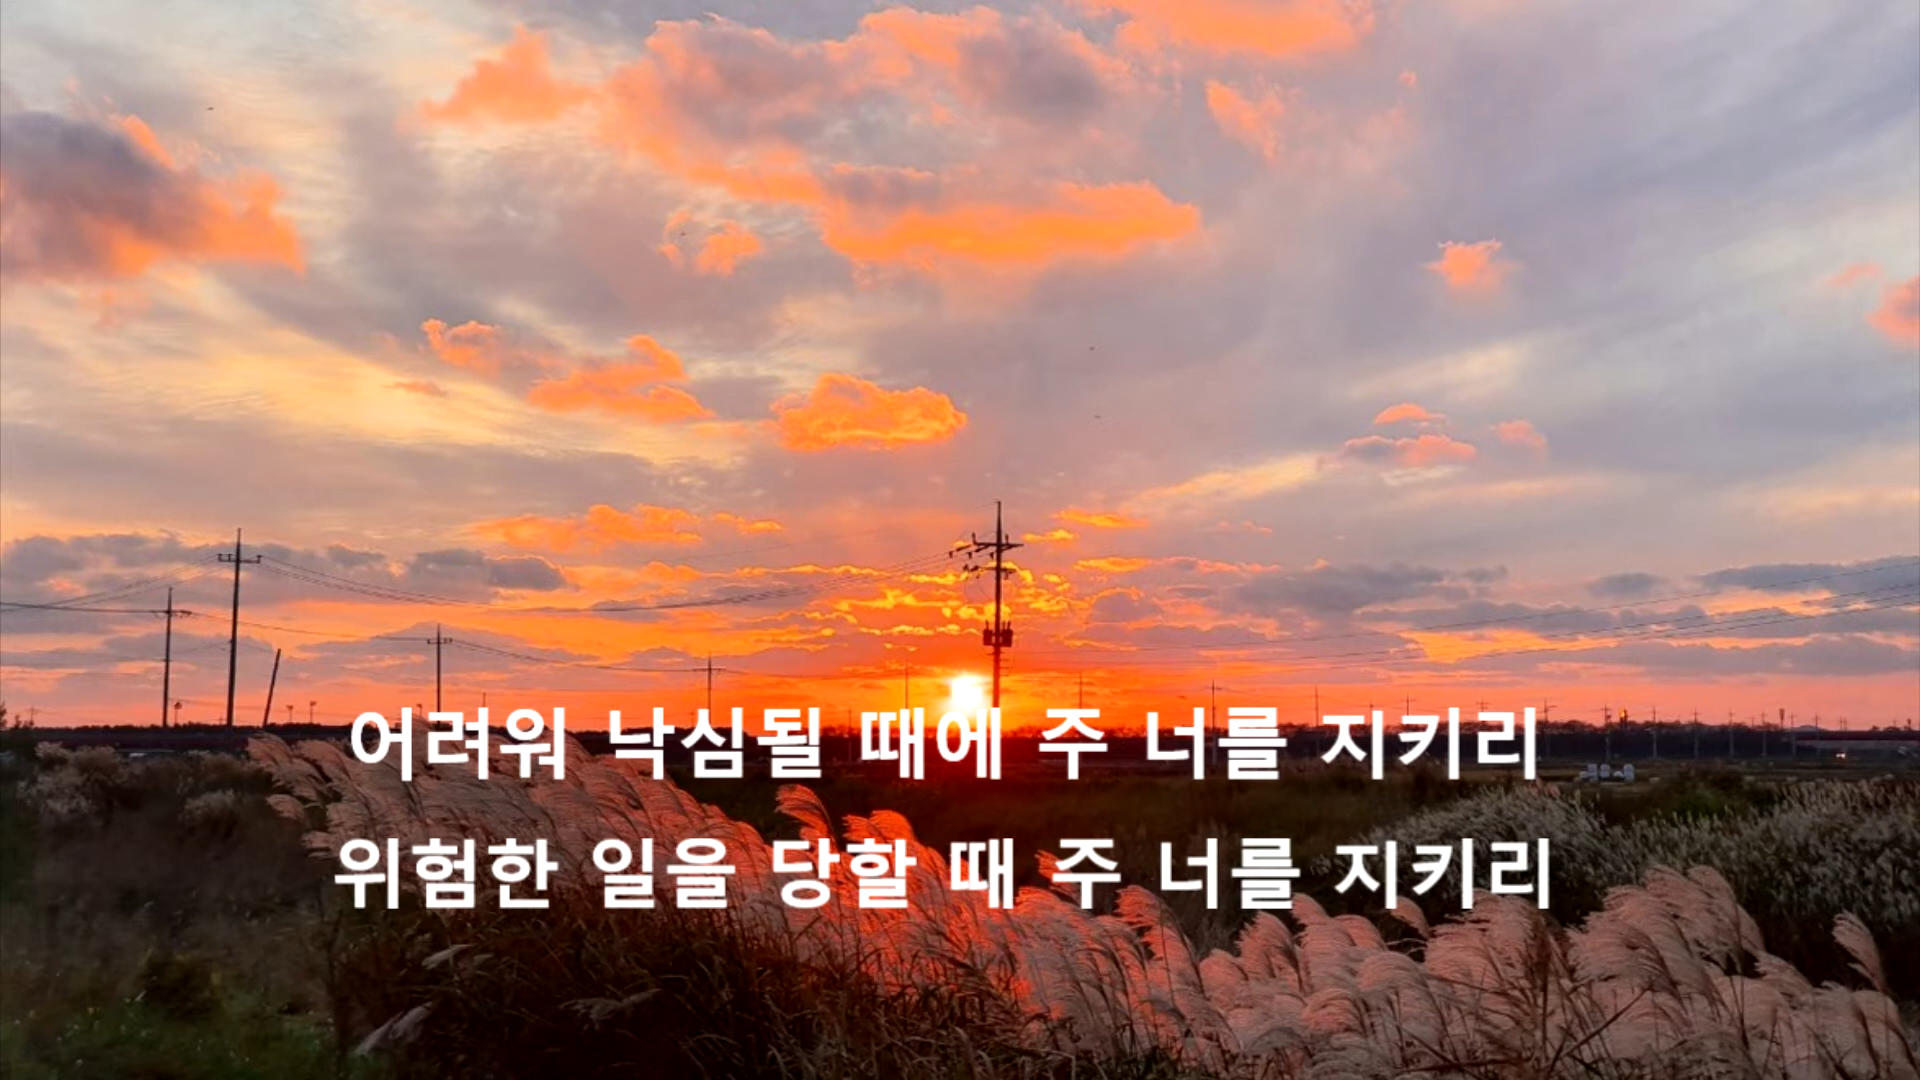 어려워 낙심될 때에 주 너를 지키리
위험한 일을 당할 때 주 너를 지키리